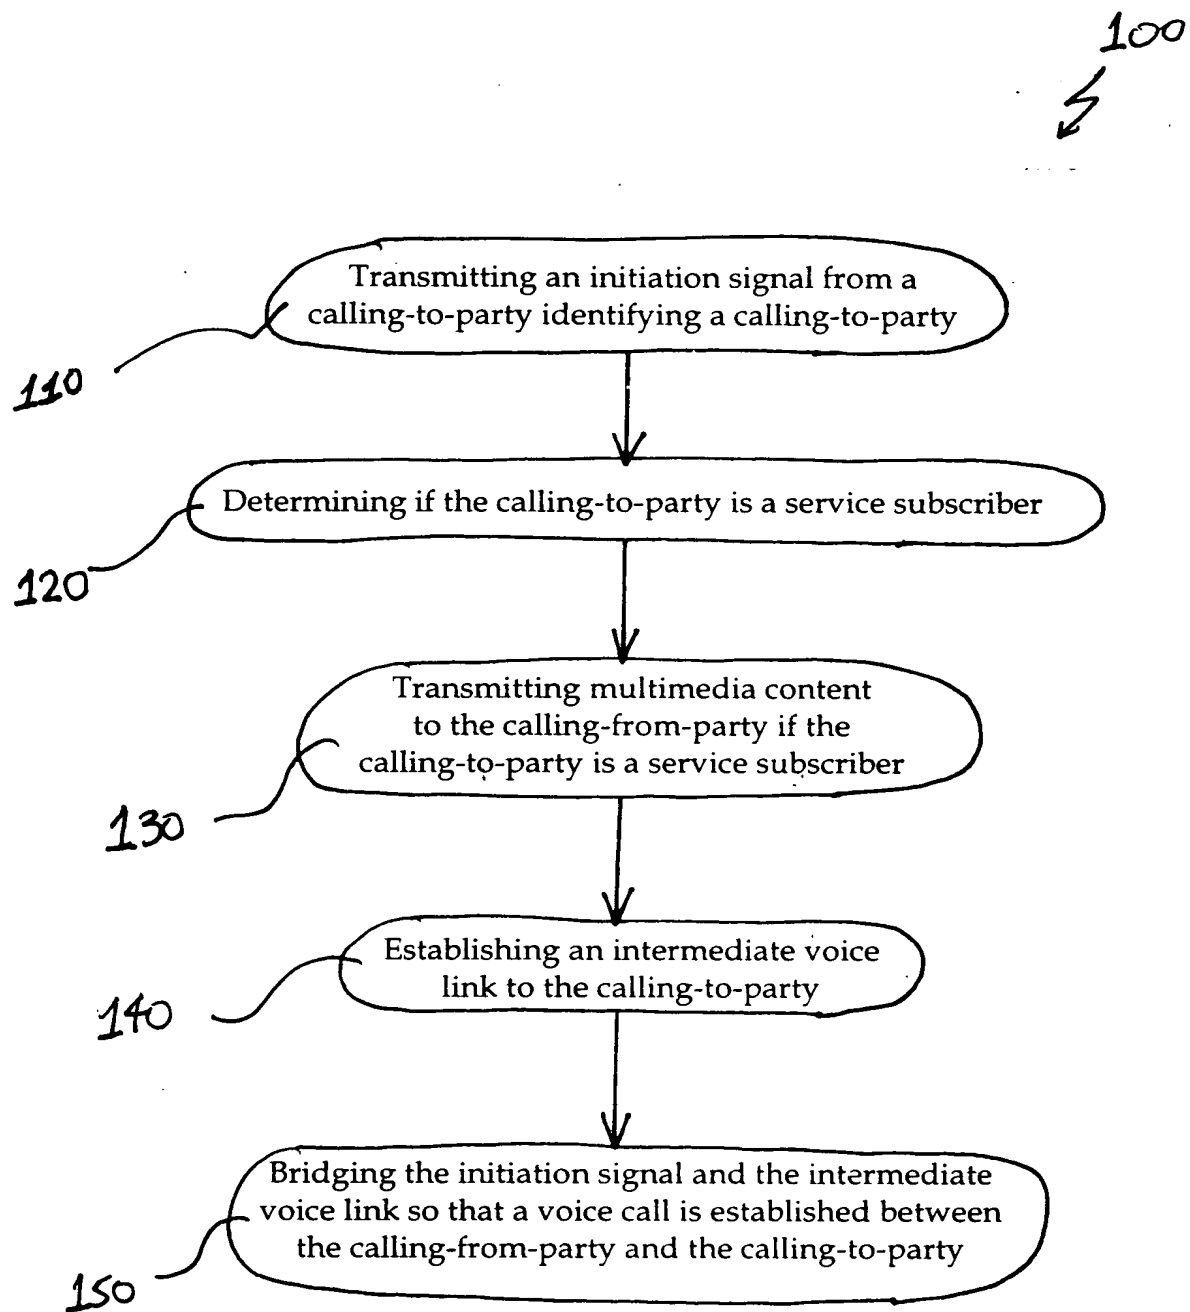 100
Transmitting an initiation signal from a
calling-to-party identifying a calling-to-party
110
Determining if the calling-to-party is a service subscriber
120
Transmitting multimedia content
to the calling-from-party if the
calling-to-party is a service subscriber
130
Establishing an intermediate voice
link to the calling-to-party
140
Bridging the initiation signal and the intermediate
voice link so that a voice call is established between
the calling-from-party and the calling-to-party
150